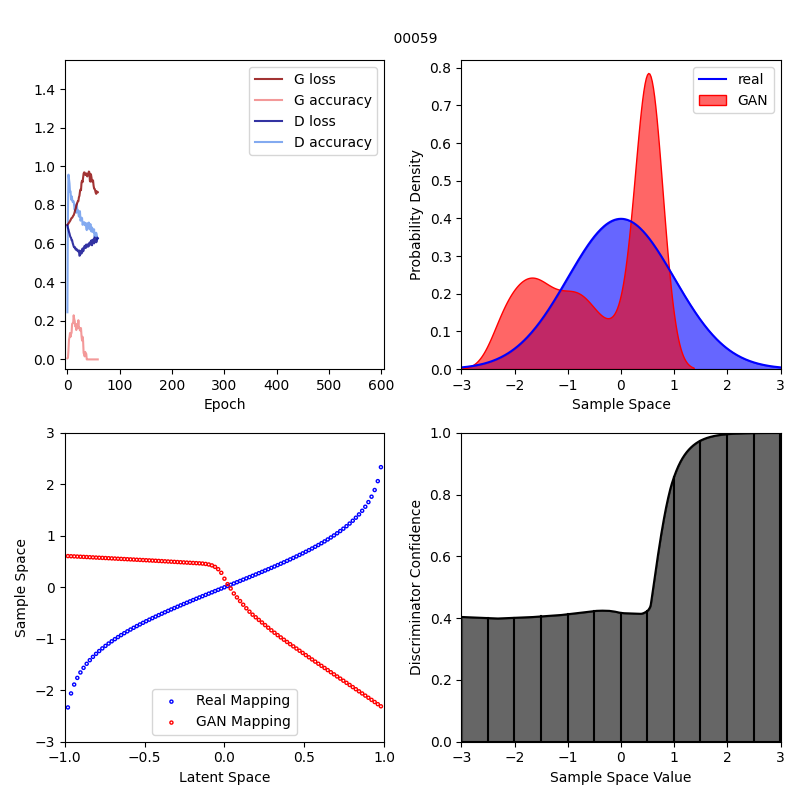 00059
1.4
1.2
1.0
0.8
0.6
0.4
0.2
0.0
0 100 200 300 400 500 600
Epoch
G loss
G accuracy
D loss
D accuracy
Probability Density
0.8
0.7
0.6
0.5
0.4
0.3
0.2
0.1
0.0
−3 −2 −1 0 1 2 3
Sample Space
real
GAN
Sample Space
3
2
1
0
−1
−2
−3
−1.0 −0.5 0.0 0.5 1.0
Latent Space
Real Mapping
GAN Mapping
Discriminator Confidence
1.0
0.8
0.6
0.4
0.2
0.0
−3 −2 −1 0 1 2 3
Sample Space Value